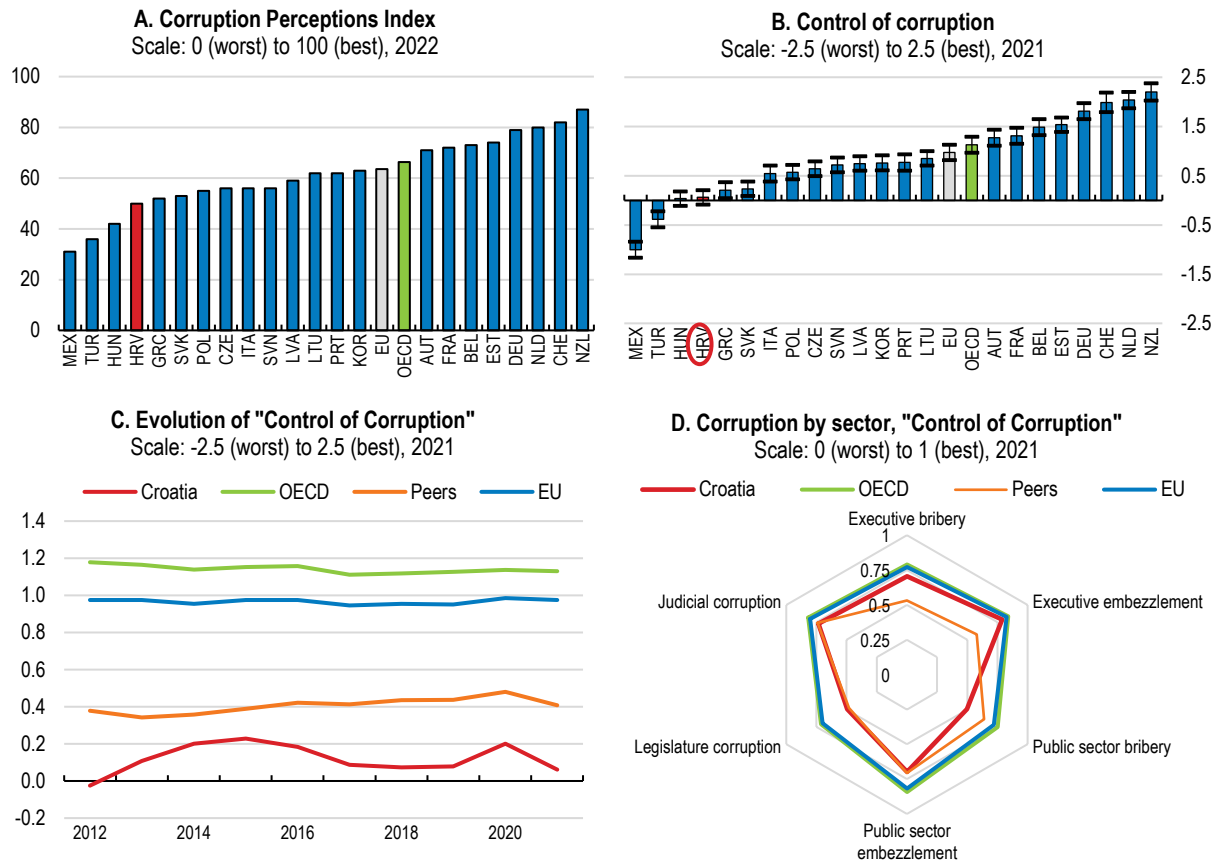 A. Corruption Perceptions Index
Scale: 0 (worst) to 100 (best), 2022
100
80
60
40
20
0
MEX TUR HUN HRV GRC SVK POL CZE ITA SVN LVA LTU PRT KOR EU OECD AUT FRA BEL EST DEU NLD CHE NZL
B. Control of corruption
Scale: -2.5 (worst) to 2.5 (best), 2021
2.5
1.5
0.5
-0.5
-1.5
-2.5
MEX TUR HUN HRV GRC SVK ITA POL CZE SVN LVA KOR PRT LTU EU OECD AUT FRA BEL EST DEU CHE NLD NZL
C. Evolution of "Control of Corruption"
Scale: -2.5 (worst) to 2.5 (best), 2021
Croatia OECD Peers EU
1.4
1.2
1.0
0.8
0.6
0.4
0.2
0.0
-0.2
2012 2014 2016 2018 2020
D. Corruption by sector, "Control of Corruption"
Scale: 0 (worst) to 1 (best), 2021
Croatia OECD Peers EU
Executive bribery
1
0.75
0.5
0.25
0
Judicial corruption
Executive embezzlement
Legislature corruption
Public sector bribery
Public sector
embezzlement